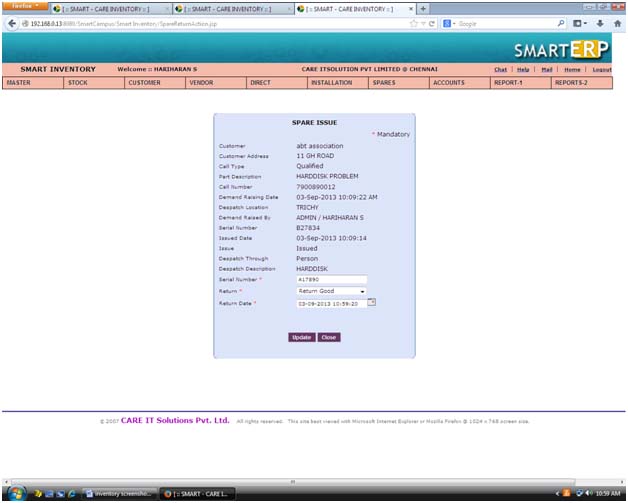 Firefox
[ :: SMART - CARE INVENTORY :: ] × [ :: SMART - CARE INVENTORY :: ] × [ :: SMART - CARE INVENTORY :: ] × +
192.168.0.13:8089/SmartCampus/Smart Inventory/SpareReturnAction.jsp Google
SMARTERP
SMART INVENTORY Welcome :: HARIHARAN S CARE ITSOLUTION PVT LIMITED @ CHENNAI Chat | Help | Mail | Home | Logout
MASTER STOCK CUSTOMER VENDOR DIRECT INSTALLATION SPARES ACCOUNTS REPORT-1 REPORTS-2
SPARE ISSUE
* Mandatory
Customer abt association
Customer Address 11 GH ROAD
Call Type Qualified
Part Description HARDDISK PROBLEM
Call Number 7900890012
Demand Raising Date 03-Sep-2013 10:09:22 AM
Despatch Location TRICHY
Demand Raised By ADMIN / HARIHARAN S
Serial Number B27834
Issued Date 03-Sep-2013 10:09:14
Issue Issued
Despatch Through Person
Despatch Description HARDDISK
Serial Number * A17890
Return * Return Good
Return Date * 03-09-2013 10:59:20
Update Close
© 2007 CARE IT Solutions Pvt. Ltd. All rights reserved. This site best viewed with Microsoft Internet Explorer or Mozilla Firefox @ 1024 x 768 screen size.
inventory screensho... [ :: SMART - CARE I... 10:59 AM